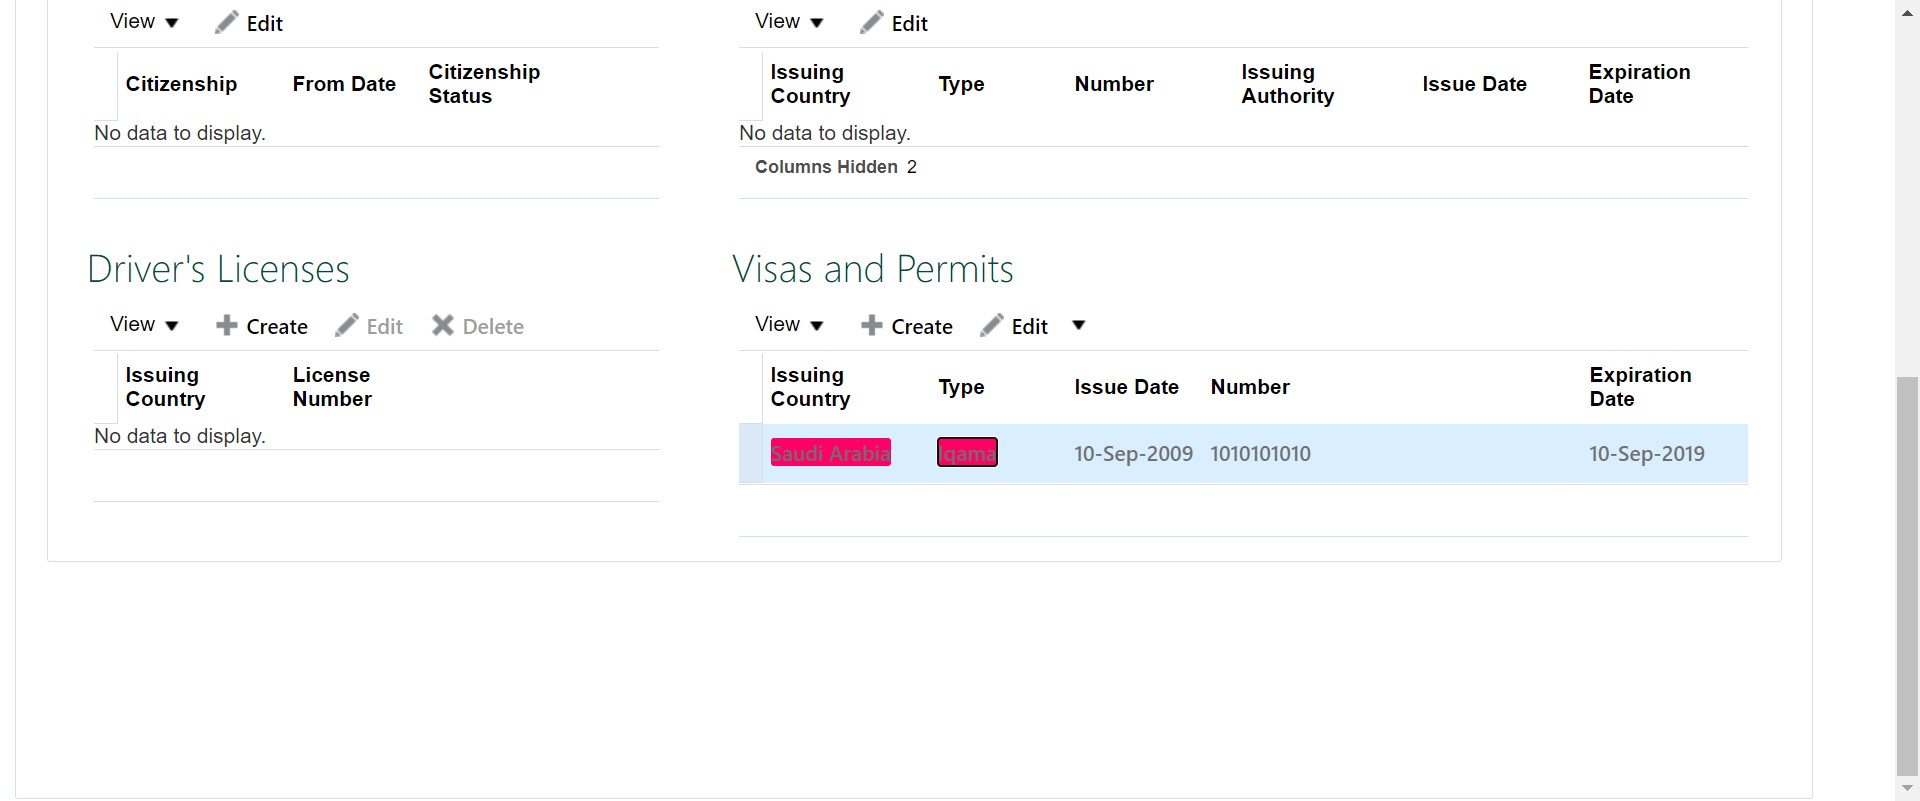 View Edit
View Edit
Citizenship From Date Citizenship Status
No data to display.
Issuing Country Type Number Issuing Authority Issue Date Expiration Date
No data to display.
Columns Hidden 2
Driver's Licenses
View Create Edit Delete
Issuing Country License Number
No data to display.
Visas and Permits
View Create Edit
Issuing Country Type Issue Date Number Expiration Date
Saudi Arabia Iqama 10-Sep-2009 1010101010 10-Sep-2019